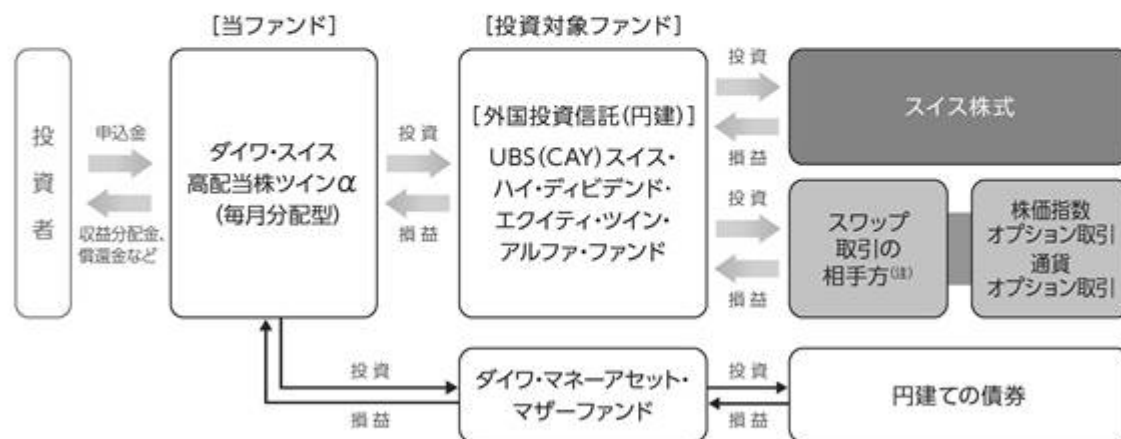 [当ファンド]
[投資対象ファンド]
投資者
申込金
収益分配金、
償還金など
ダイワ・スイス
高配当株ツインα
(毎月分配型)
投資
損益
[外国投資信託(円建)]
UBS(CAY)スイス・
ハイ・ディビデンド・
エクイティ・ツイン・
アルファ・ファンド
投資
損益
スイス株式
投資
損益
スワップ
取引の
相手方(注)
株価指数
オプション取引
通貨
オプション取引
投資
損益
ダイワ・マネーアセット・
マザーファンド
投資
損益
円建ての債券